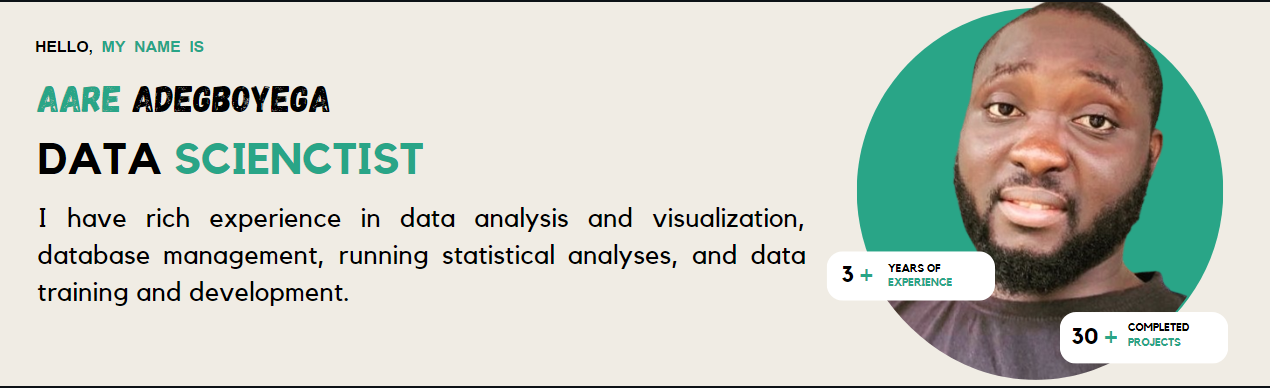 HELLO, MY NAME IS
AARE ADEGBOYEGA
DATA SCIENCTIST
I have rich experience in data analysis and visualization,
database management, running statistical analyses, and data
training and development.
3 + YEARS OF
EXPERIENCE
30 + COMPLETED
PROJECTS